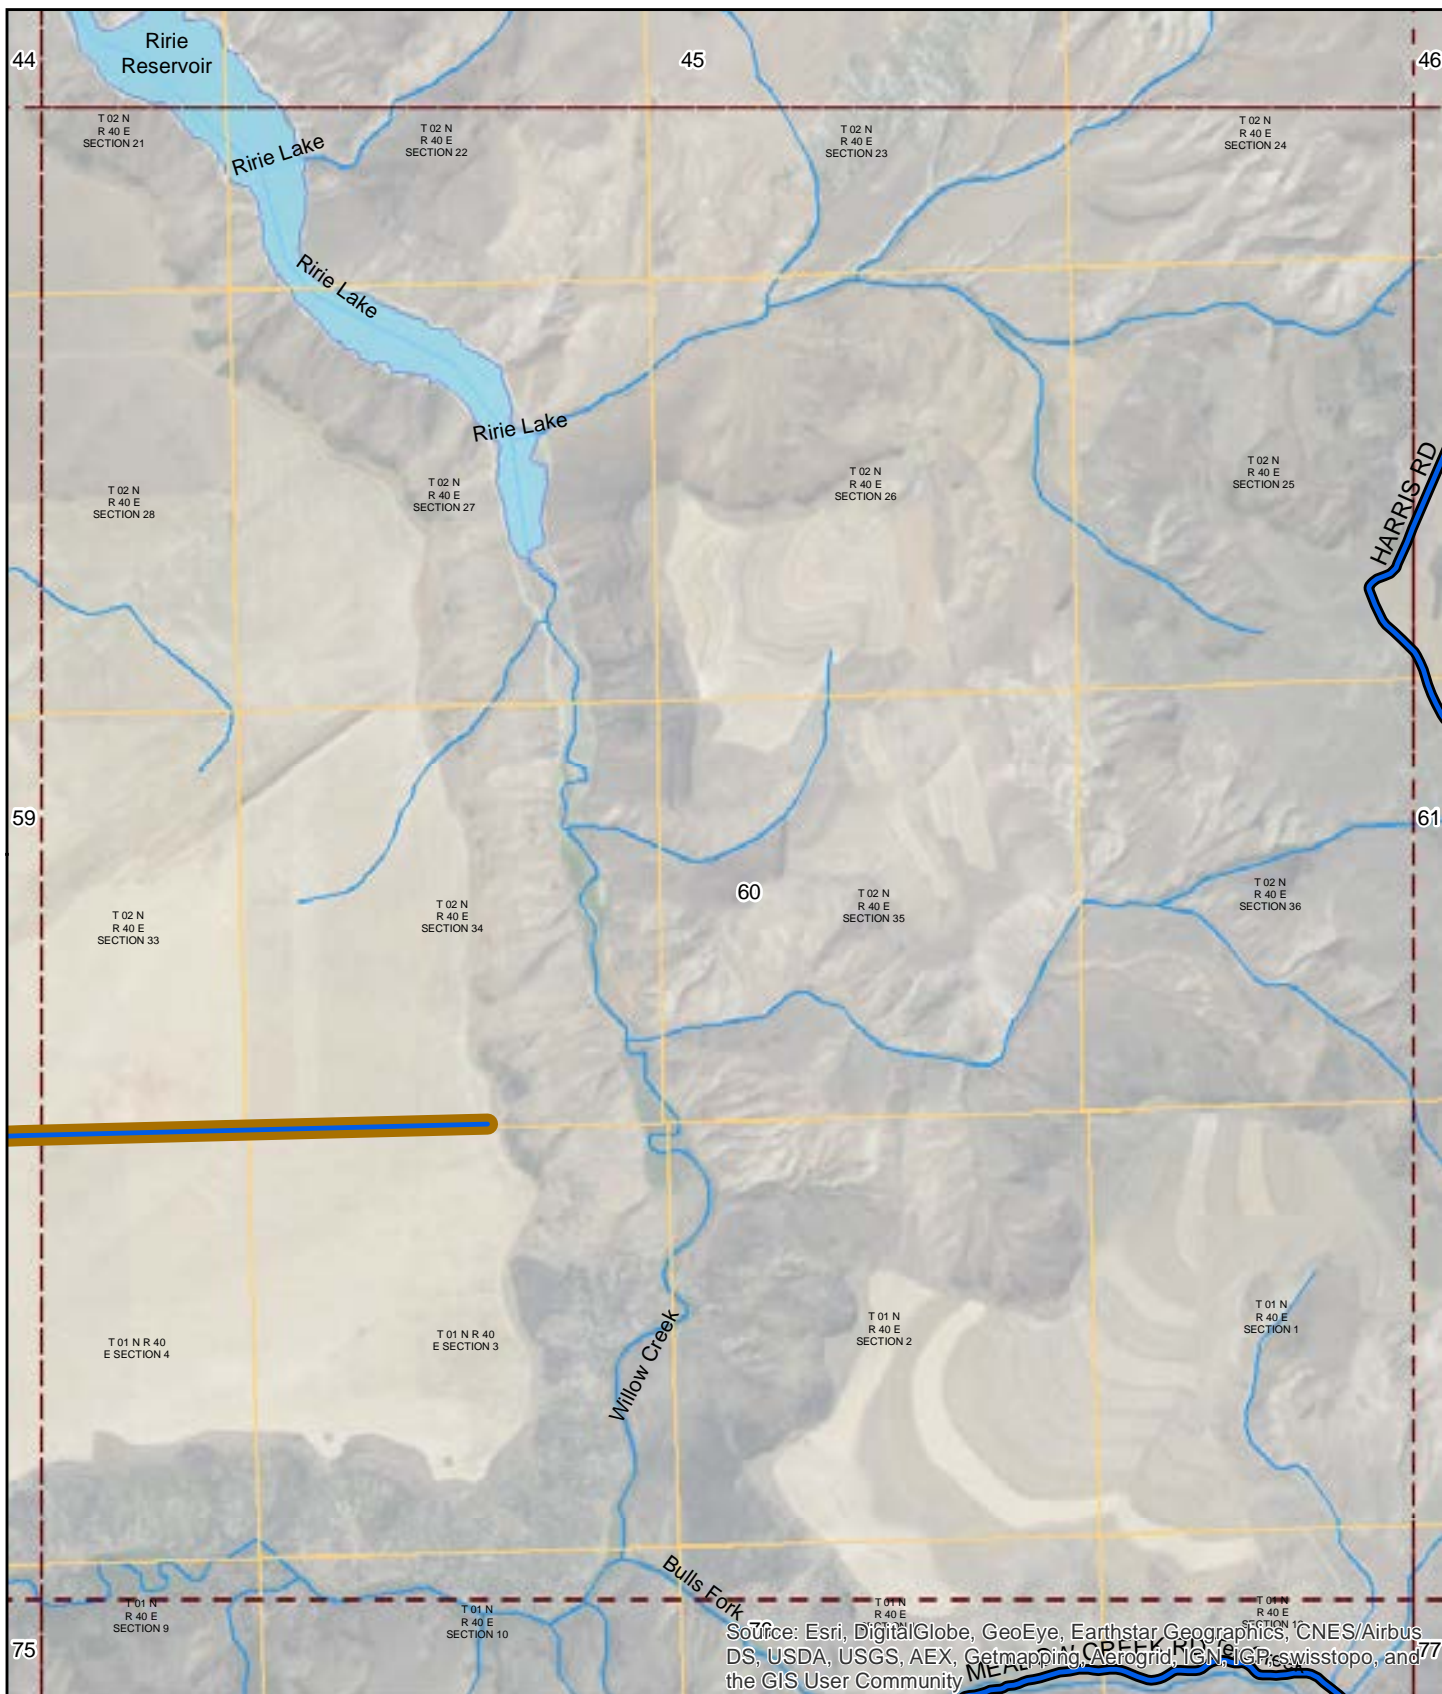 44
Ririe
Reservoir
45
46
T 02 N
R 40 E
SECTION 21
T 02 N
R 40 E
SECTION 22
T 02 N
R 40 E
SECTION 23
T 02 N
R 40 E
SECTION 24
Ririe Lake
Ririe Lake
Ririe Lake
T 02 N
R 40 E
SECTION 28
T 02 N
R 40 E
SECTION 27
T 02 N
R 40 E
SECTION 26
T 02 N
R 40 E
SECTION 25
HARRIS RD
59
61
60
T 02 N
R 40 E
SECTION 33
T 02 N
R 40 E
SECTION 34
T 02 N
R 40 E
SECTION 35
T 02 N
R 40 E
SECTION 36
T 01 N R 40
E SECTION 4
T 01 N R 40
E SECTION 3
T 01 N
R 40 E
SECTION 2
T 01 N
R 40 E
SECTION 1
Willow Creek
Bulls Fork
T 01 N
R 40 E
SECTION 9
T 01 N
R 40 E
SECTION 10
T 01 N
R 40 E
T 01 N
R 40 E
SECTION 12
75
77
MEADOW CREEK RD
Source: Esri, DigitalGlobe, GeoEye, Earthstar Geographics, CNES/Airbus
DS, USDA, USGS, AEX, Getmapping, Aerogrid, IGN, IGP, swisstopo, and
the GIS User Community